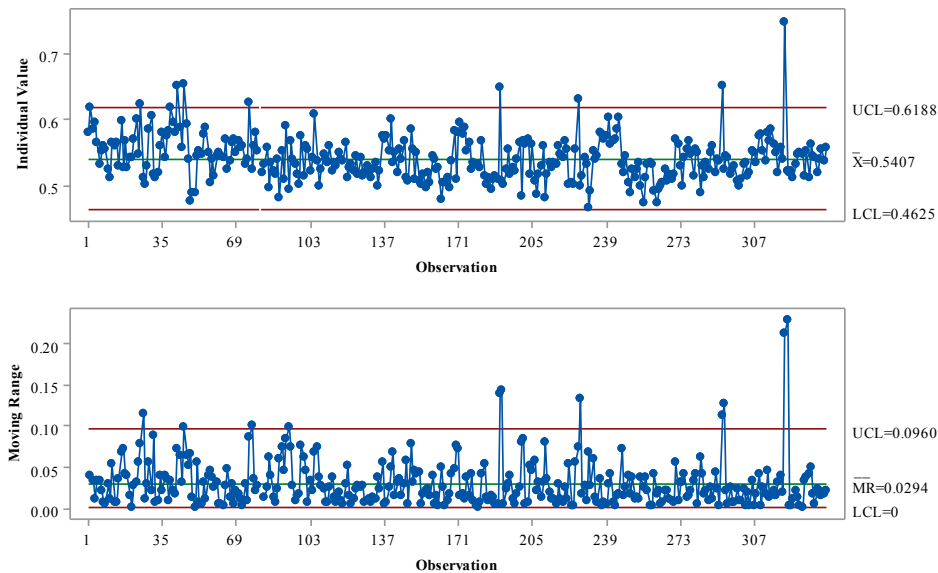 Individual Value
0.7
0.6
0.5
UCL=0.6188
X̅=0.5407
LCL=0.4625
1 35 69 103 137 171 205 239 273 307
Observation
Moving Range
0.20
0.15
0.10
0.05
0.00
UCL=0.0960
M̅R̅=0.0294
LCL=0
1 35 69 103 137 171 205 239 273 307
Observation